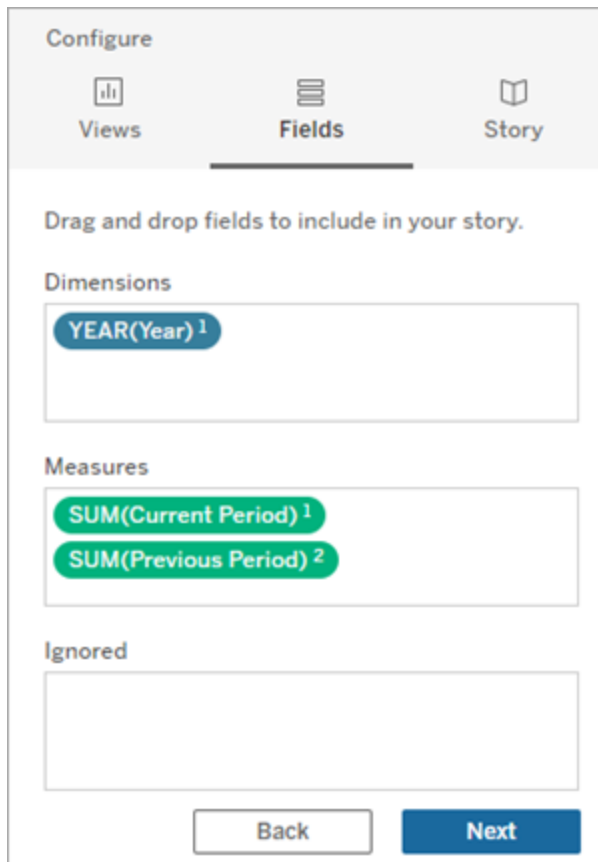 Configure
Views Fields Story
Drag and drop fields to include in your story.
Dimensions
YEAR(Year) 1
Measures
SUM(Current Period) 1
SUM(Previous Period) 2
Ignored
Back Next